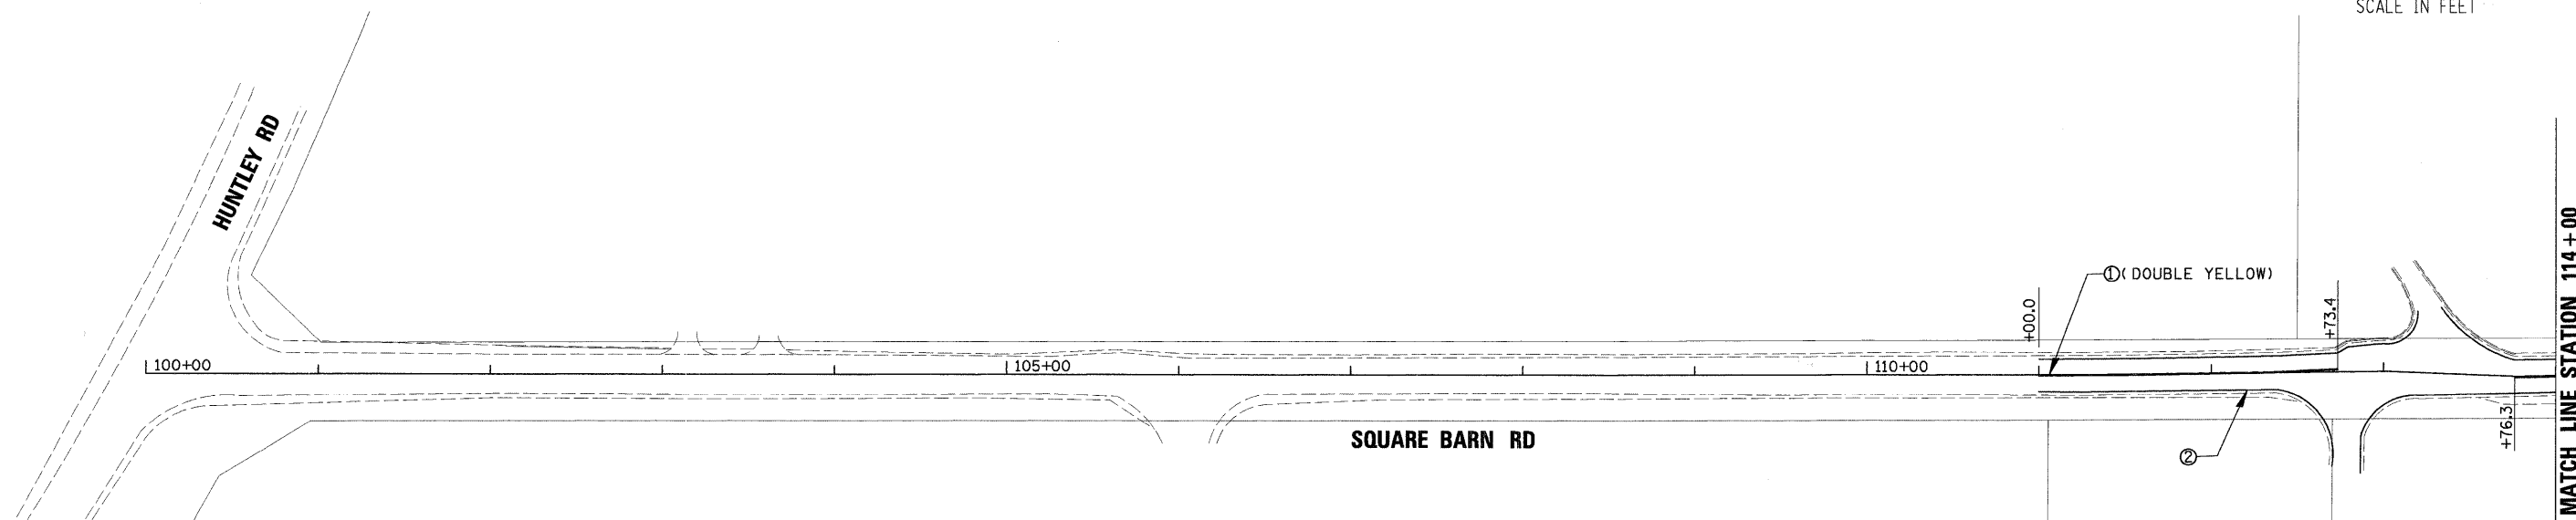 SCALE IN FEET
HUNTLEY RD
①(DOUBLE YELLOW)
+00.0
+73.4
100+00
105+00
110+00
+76.3
SQUARE BARN RD
②
MATCH LINE STATION 114+00